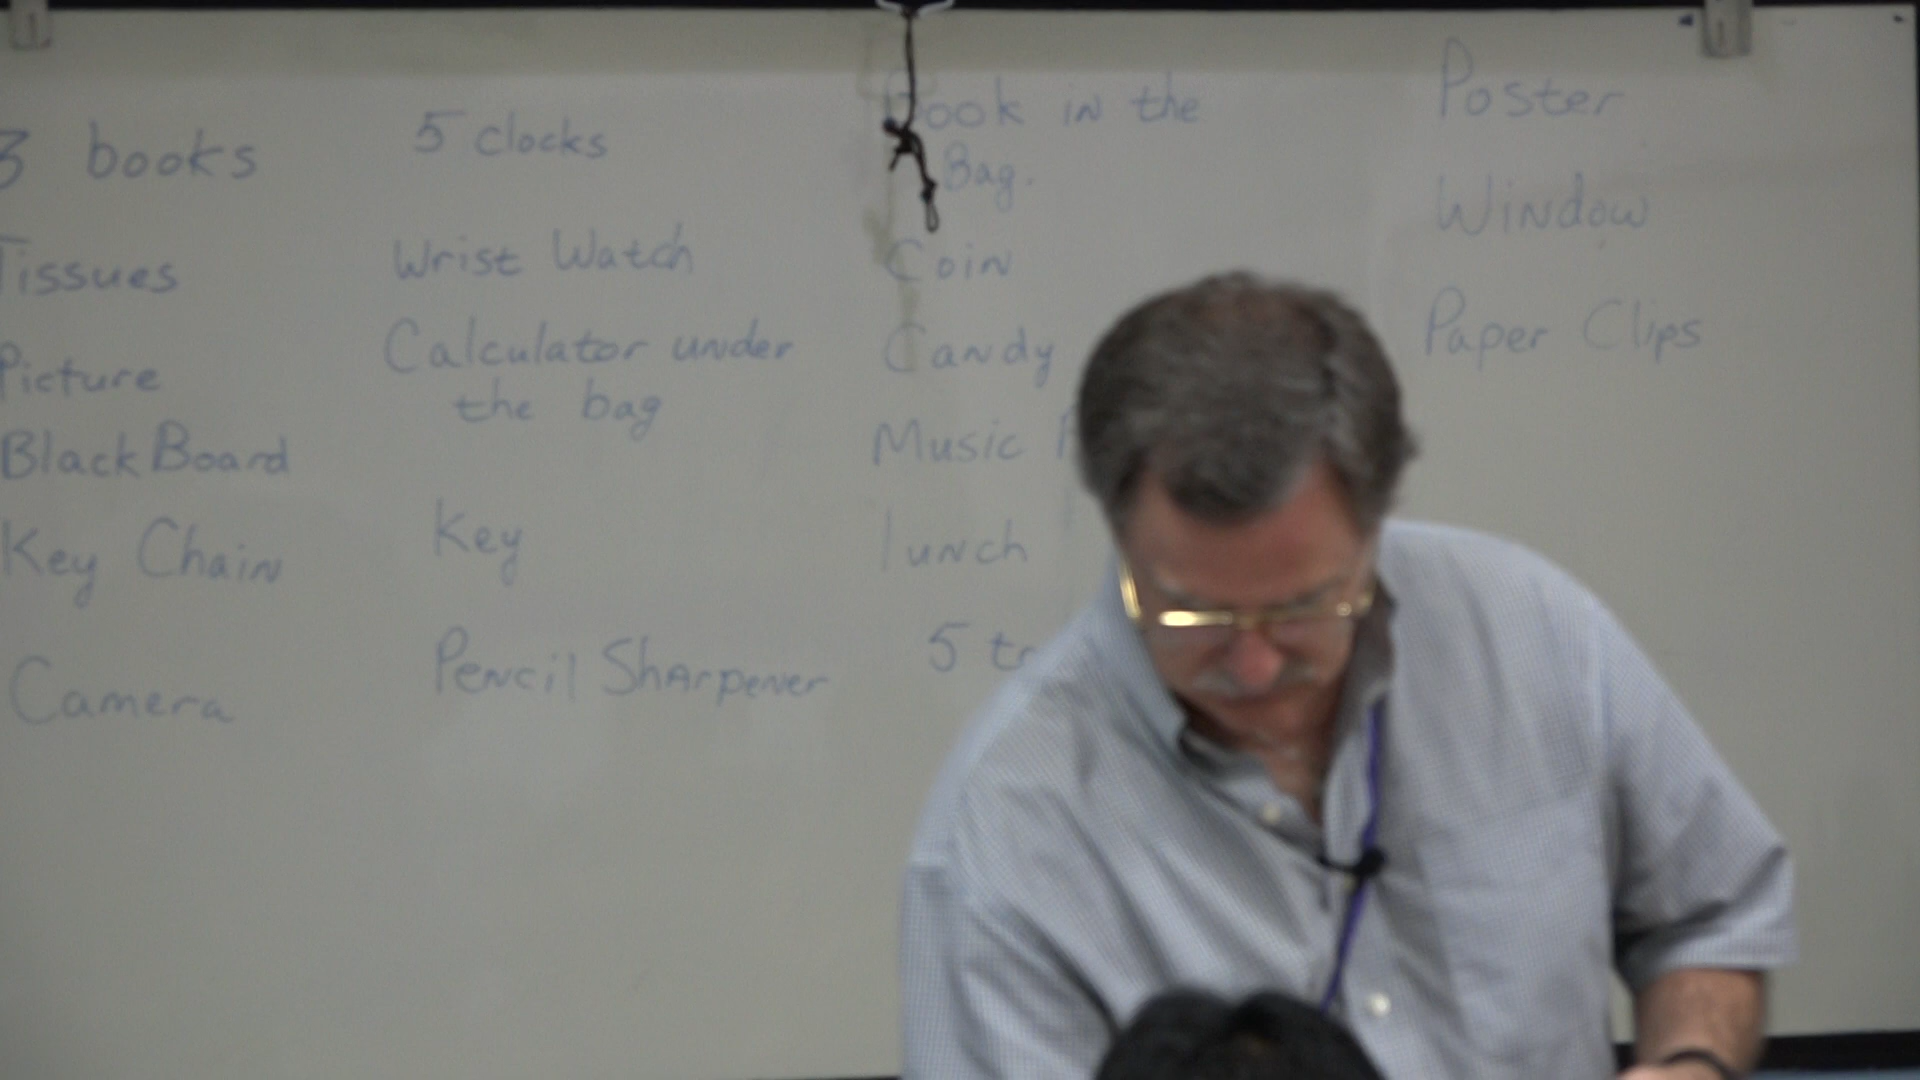 3 books
Tissues
Picture
BlackBoard
Key Chain
Camera
5 clocks
Wrist Watch
Calculator under
the bag
Key
Pencil Sharpener
Book in the
Bag.
Coin
Candy
Music
lunch
5
Poster
Window
Paper Clips